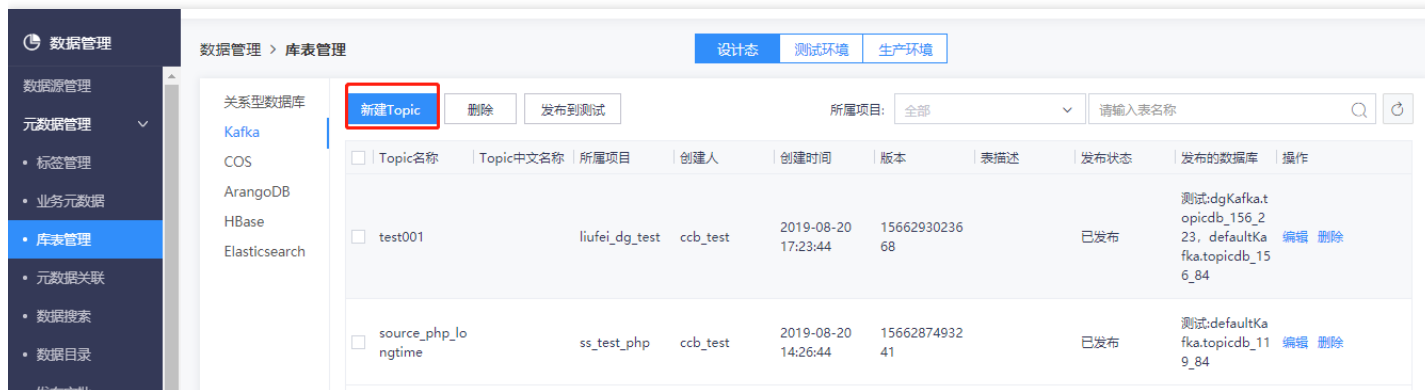 数据管理
数据管理 > 库表管理
设计态 测试环境 生产环境
数据源管理
元数据管理
• 标签管理
• 业务元数据
• 库表管理
• 元数据关联
• 数据搜索
• 数据目录
关系型数据库
Kafka
COS
ArangoDB
HBase
Elasticsearch
新建Topic 删除 发布到测试 所属项目: 全部 请输入表名称
Topic名称 Topic中文名称 所属项目 创建人 创建时间 版本 表描述 发布状态 发布的数据库 操作
test001
liufei_dg_test
ccb_test
2019-08-20
17:23:44
15662930236
68
已发布
测试:dgKafka.t
opicdb_156_2
23, defaultKa
fka.topicdb_15
6_84
编辑 删除
source_php_lo
ngtime
ss_test_php
ccb_test
2019-08-20
14:26:44
15662874932
41
已发布
测试:defaultKa
fka.topicdb_11
9_84
编辑 删除